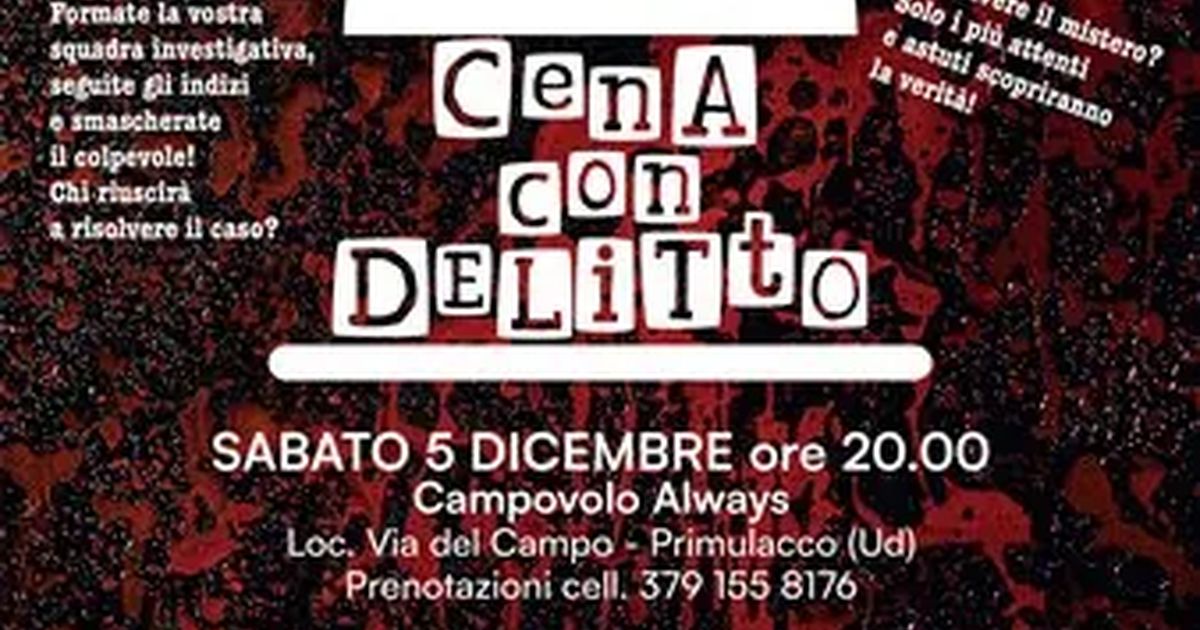 Formate la vostra
squadra investigativa,
seguite gli indizi
e smascherate
il colpevole!
Chi riuscirà
a risolvere il caso?
il mistero?
Solo i più attenti
e astuti scopriranno
la verità!
CenA
con
DELiTtO
SABATO 5 DICEMBRE ore 20.00
Campovolo Always
Loc. Via del Campo - Primulacco (Ud)
Prenotazioni cell. 379 155 8176